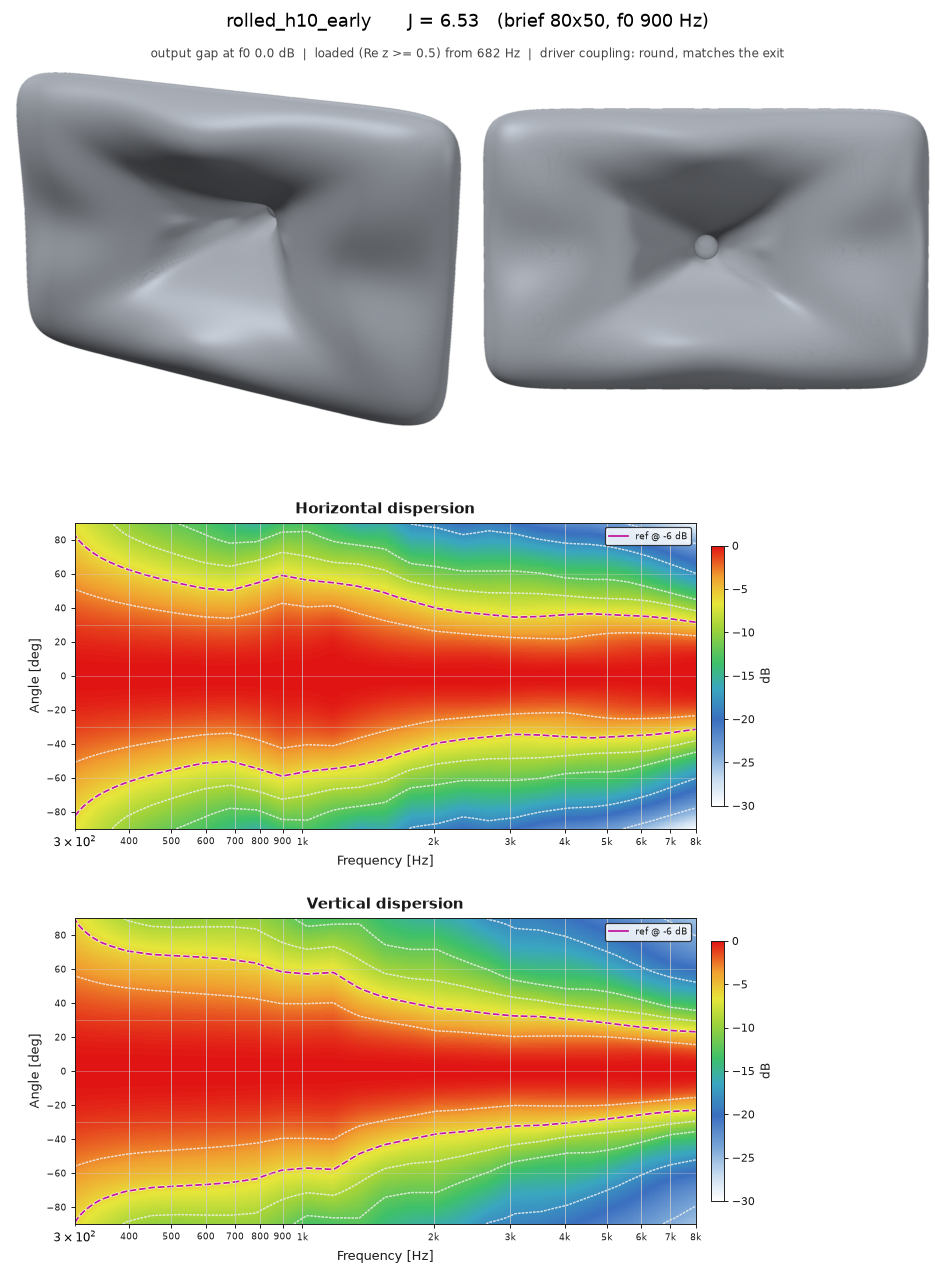 rolled_h10_early J = 6.53 (brief 80x50, f0 900 Hz)
output gap at f0 0.0 dB | loaded (Re z >= 0.5) from 682 Hz | driver coupling: round, matches the exit
Horizontal dispersion
ref @ -6 dB
80
60
40
20
0
−20
−40
−60
−80
Angle [deg]
3 × 10² 400 500 600 700 800 900 1k 2k 3k 4k 5k 6k 7k 8k
Frequency [Hz]
0
−5
−10
−15
−20
−25
−30
dB
Vertical dispersion
ref @ -6 dB
80
60
40
20
0
−20
−40
−60
−80
Angle [deg]
3 × 10² 400 500 600 700 800 900 1k 2k 3k 4k 5k 6k 7k 8k
Frequency [Hz]
0
−5
−10
−15
−20
−25
−30
dB